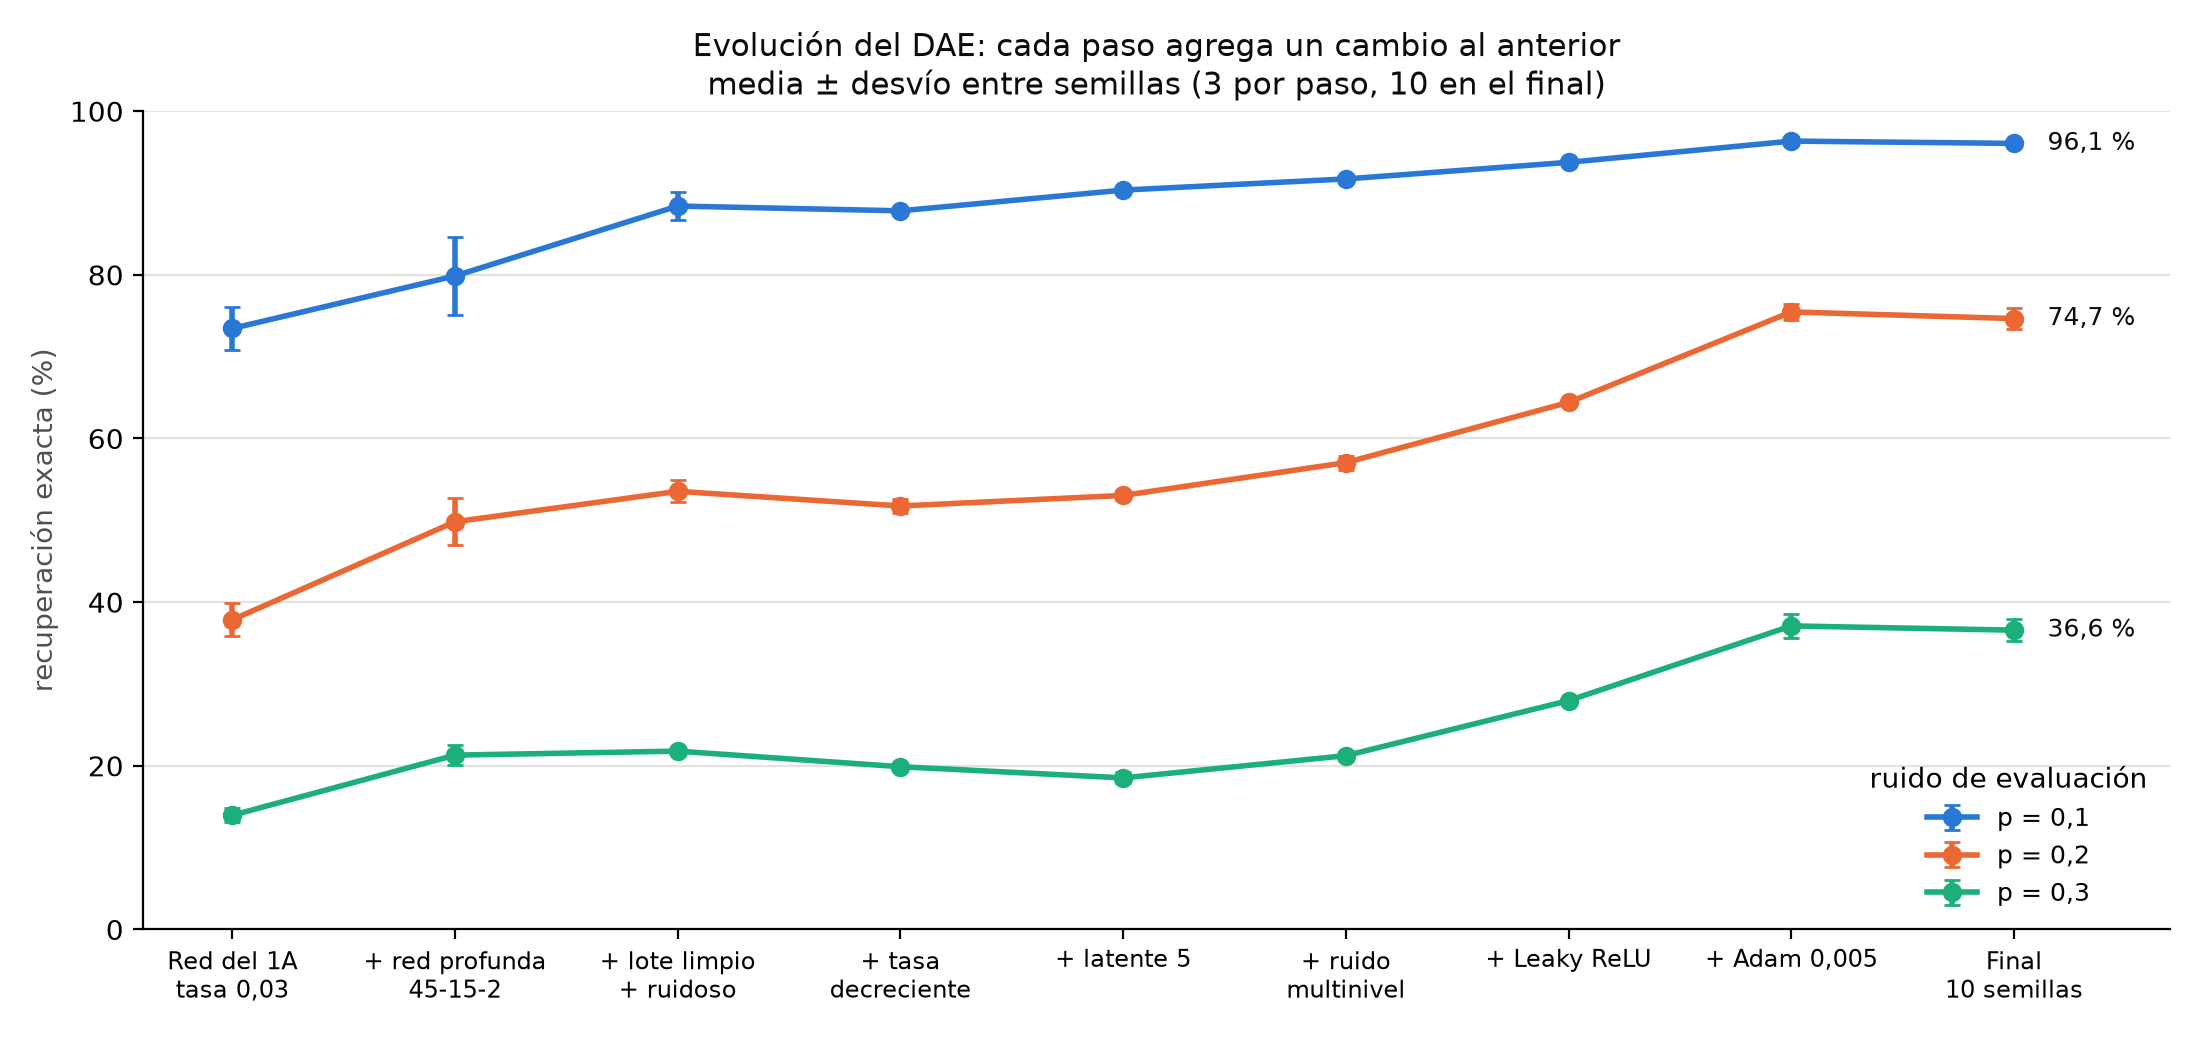 Evolución del DAE: cada paso agrega un cambio al anterior
media ± desvío entre semillas (3 por paso, 10 en el final)
recuperación exacta (%)
100
80
60
40
20
0
96,1 %
74,7 %
36,6 %
ruido de evaluación
p = 0,1
p = 0,2
p = 0,3
Red del 1A
tasa 0,03
+ red profunda
45-15-2
+ lote limpio
+ ruidoso
+ tasa
decreciente
+ latente 5
+ ruido
multinivel
+ Leaky ReLU
+ Adam 0,005
Final
10 semillas